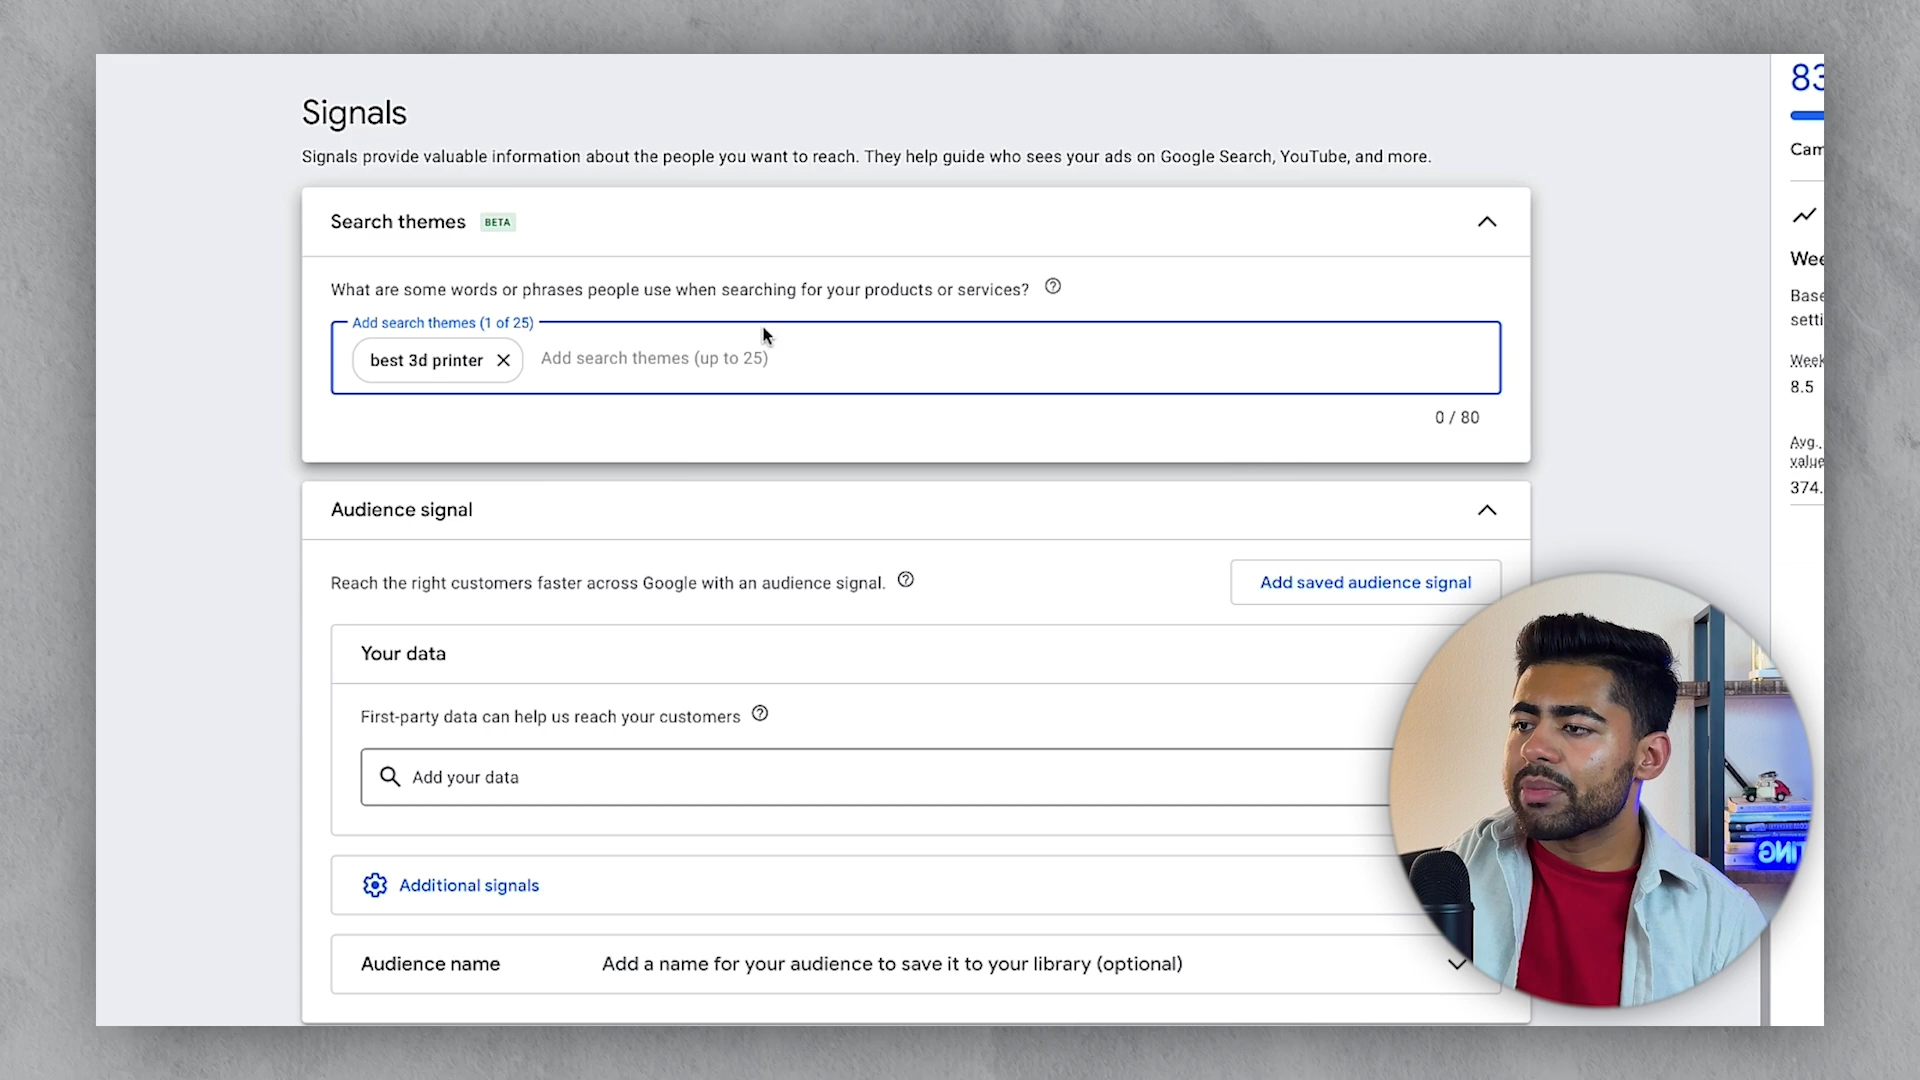 Signals
Signals provide valuable information about the people you want to reach. They help guide who sees your ads on Google Search, YouTube, and more.
Search themes BETA
What are some words or phrases people use when searching for your products or services?
Add search themes (1 of 25)
best 3d printer Add search themes (up to 25)
0 / 80
Audience signal
Reach the right customers faster across Google with an audience signal.
Add saved audience signal
Your data
First-party data can help us reach your customers
Add your data
Additional signals
Audience name Add a name for your audience to save it to your library (optional)
83
Cam
Wee
Base
setti
Week
8.5
Avg.
value
374.